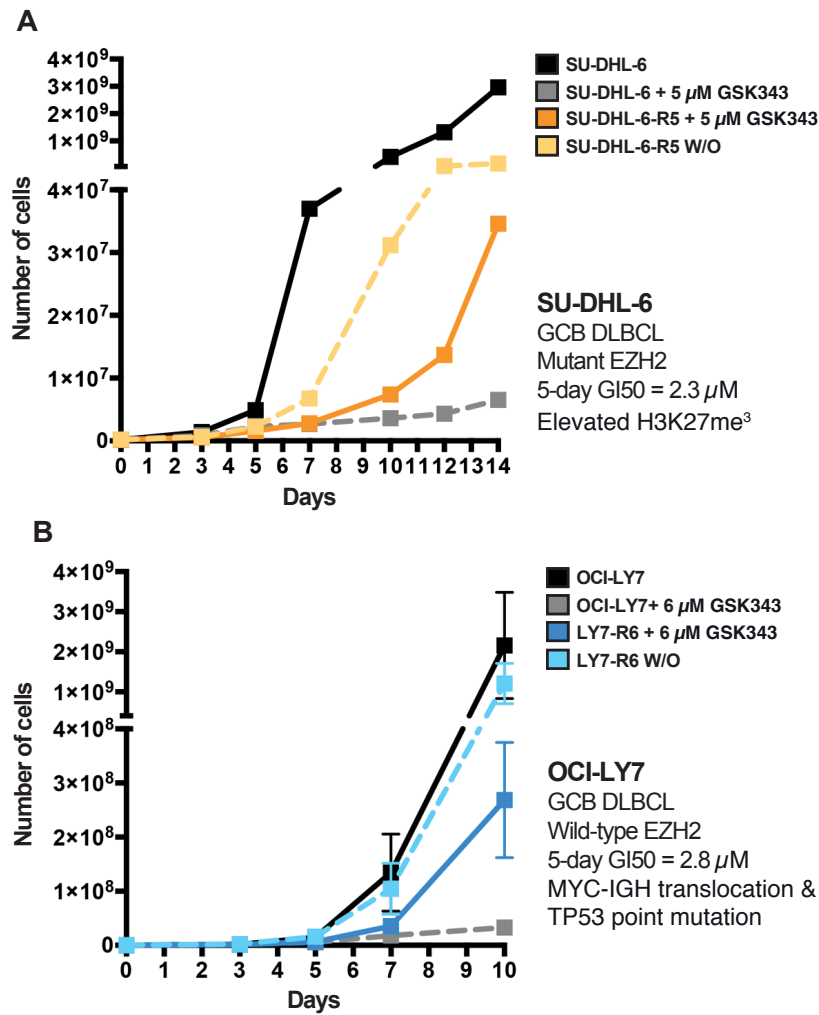 A
4×10⁹
3×10⁹
2×10⁹
1×10⁹
4×10⁷
3×10⁷
2×10⁷
1×10⁷
0
Number of cells
0 1 2 3 4 5 6 7 8 9 10 11 12 13 14
Days
SU-DHL-6
SU-DHL-6 + 5 µM GSK343
SU-DHL-6-R5 + 5 µM GSK343
SU-DHL-6-R5 W/O
SU-DHL-6
GCB DLBCL
Mutant EZH2
5-day GI50 = 2.3 µM
Elevated H3K27me³
B
4×10⁹
3×10⁹
2×10⁹
1×10⁹
4×10⁸
3×10⁸
2×10⁸
1×10⁸
0
Number of cells
0 1 2 3 4 5 6 7 8 9 10
Days
OCI-LY7
OCI-LY7+ 6 µM GSK343
LY7-R6 + 6 µM GSK343
LY7-R6 W/O
OCI-LY7
GCB DLBCL
Wild-type EZH2
5-day GI50 = 2.8 µM
MYC-IGH translocation &
TP53 point mutation